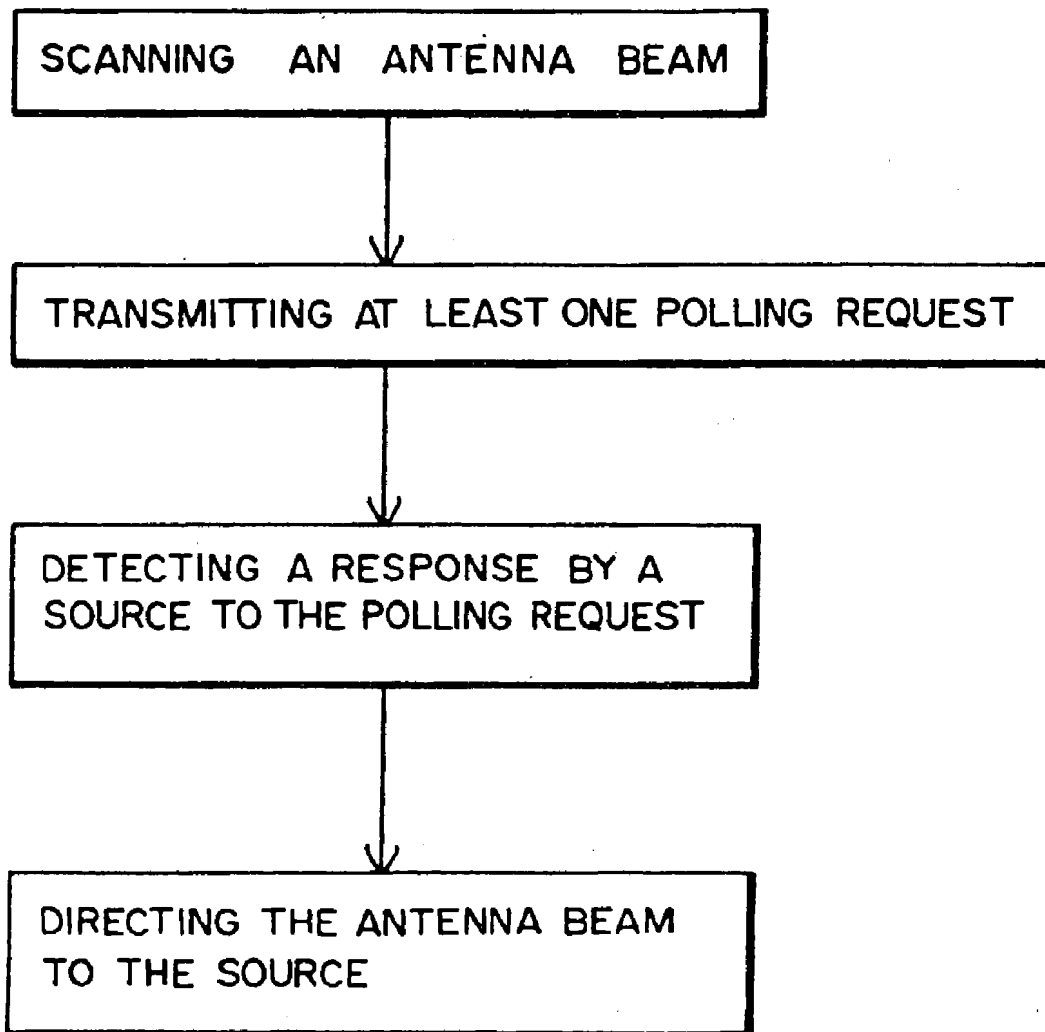 SCANNING AN ANTENNA BEAM
TRANSMITTING AT LEAST ONE POLLING REQUEST
DETECTING A RESPONSE BY A
SOURCE TO THE POLLING REQUEST
DIRECTING THE ANTENNA BEAM
TO THE SOURCE